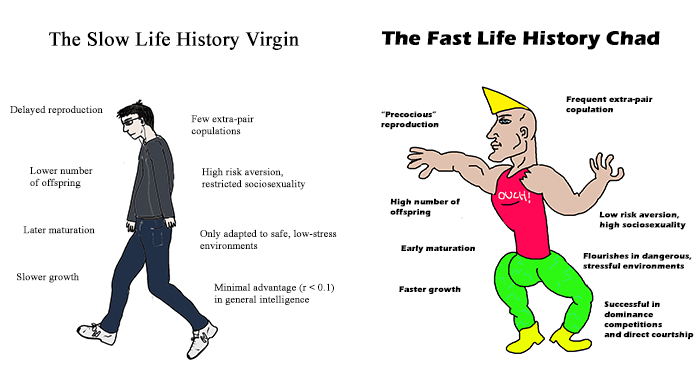 The Slow Life History Virgin
Delayed reproduction
Few extra-pair
copulations
Lower number
of offspring
High risk aversion,
restricted sociosexuality
Later maturation
Only adapted to safe, low-stress
environments
Slower growth
Minimal advantage (r < 0.1)
in general intelligence
The Fast Life History Chad
"Precocious"
reproduction
Frequent extra-pair
copulation
OUCH!
High number of
offspring
Low risk aversion,
high sociosexuality
Early maturation
Flourishes in dangerous,
stressful environments
Faster growth
Successful in
dominance
competitions
and direct courtship